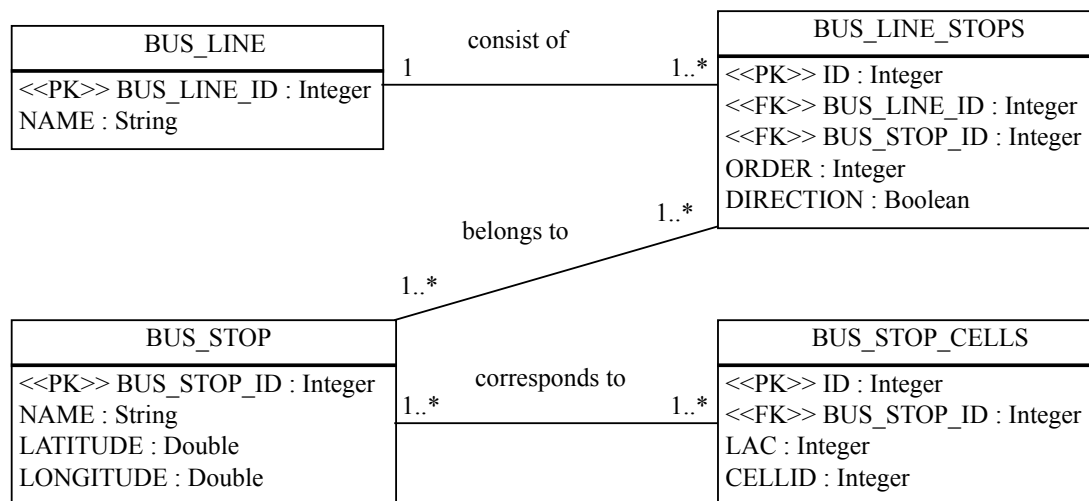 BUS_LINE
<<PK>> BUS_LINE_ID : Integer
NAME : String
consist of
1
1..*
BUS_LINE_STOPS
<<PK>> ID : Integer
<<FK>> BUS_LINE_ID : Integer
<<FK>> BUS_STOP_ID : Integer
ORDER : Integer
DIRECTION : Boolean
belongs to
1..*
1..*
BUS_STOP
<<PK>> BUS_STOP_ID : Integer
NAME : String
LATITUDE : Double
LONGITUDE : Double
corresponds to
1..*
1..*
BUS_STOP_CELLS
<<PK>> ID : Integer
<<FK>> BUS_STOP_ID : Integer
LAC : Integer
CELLID : Integer